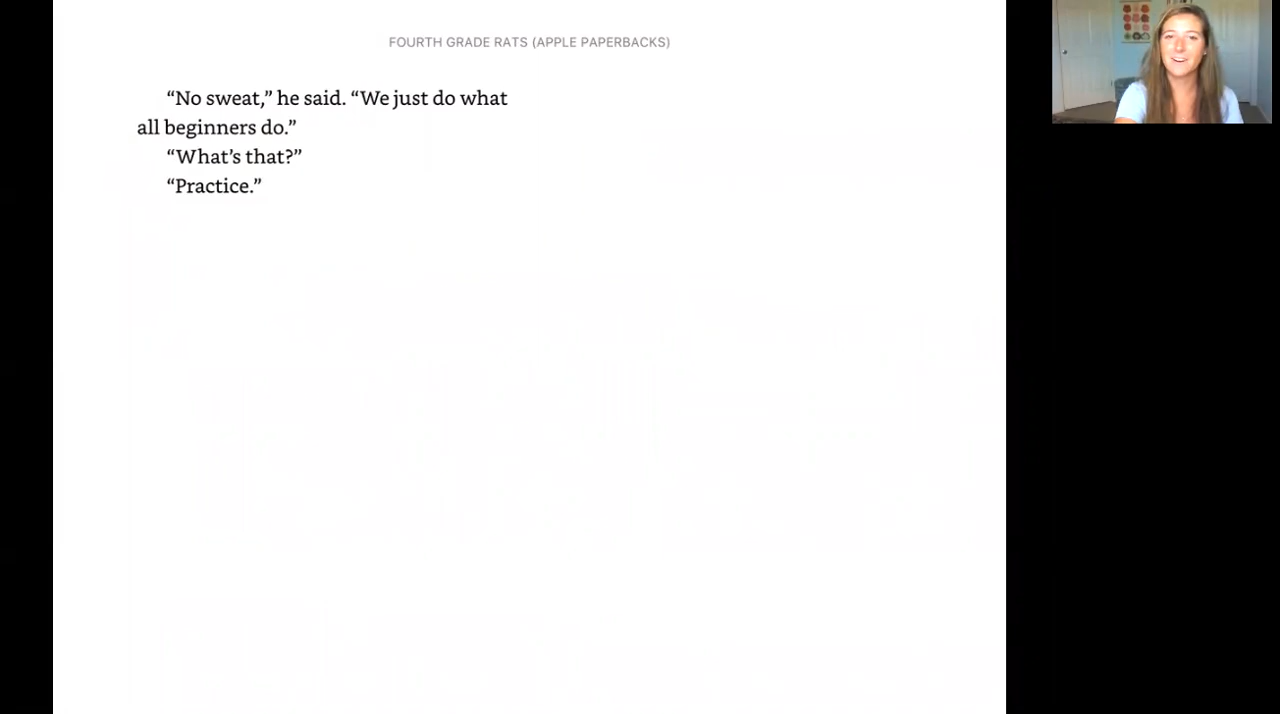 FOURTH GRADE RATS (APPLE PAPERBACKS)
“No sweat,” he said. “We just do what
all beginners do.”
“What’s that?”
“Practice.”